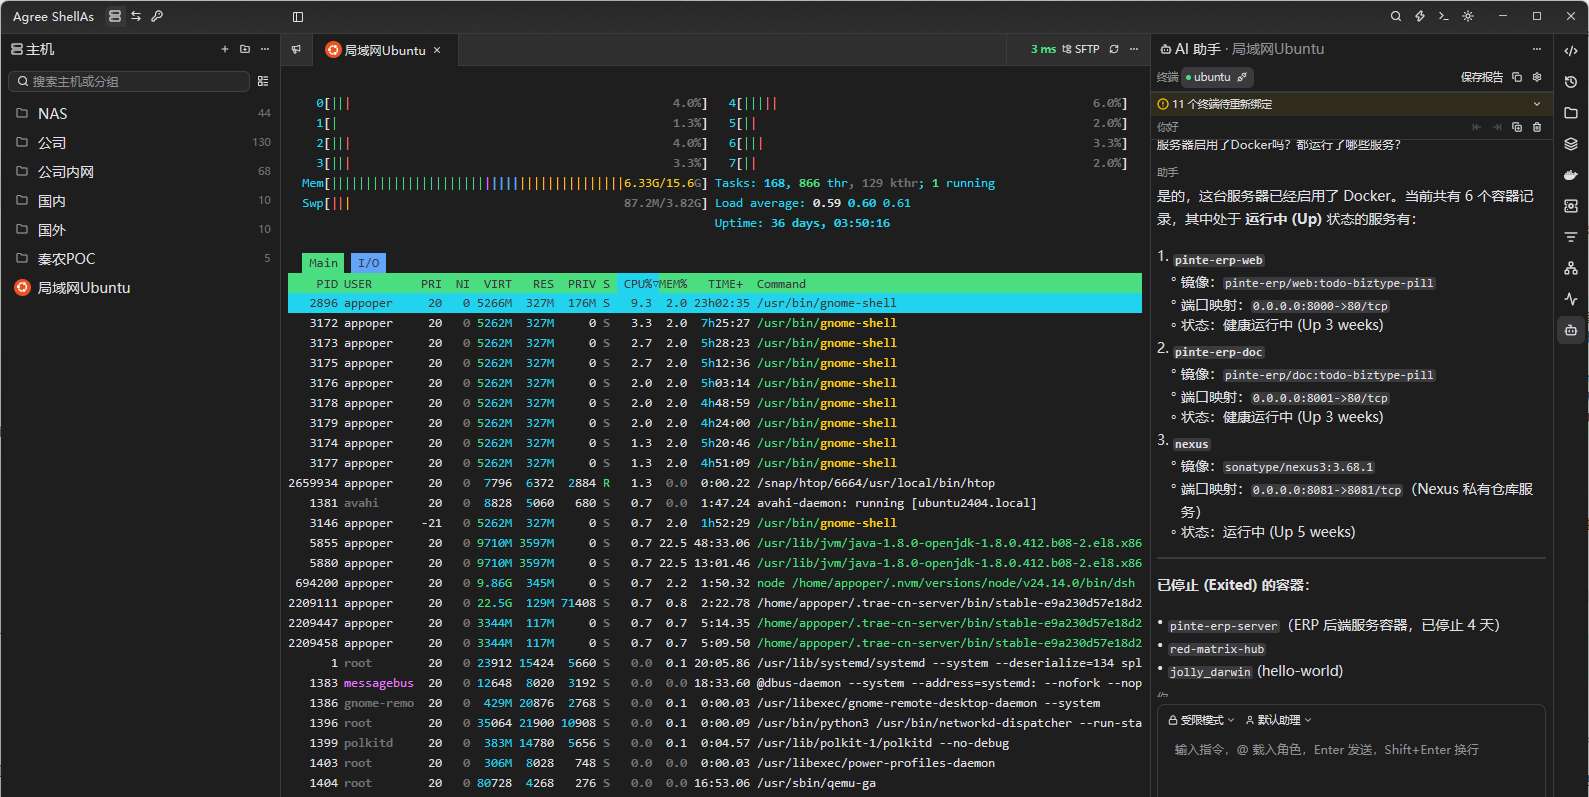 Agree ShellAs
主机
搜索主机或分组
NAS 44
公司 130
公司内网 68
国内 10
国外 10
秦农POC 5
局域网Ubuntu
局域网Ubuntu ×
3 ms SFTP
0[||| 4.0%] 4[||||| 6.0%]
1[| 1.3%] 5[|| 2.0%]
2[||| 4.0%] 6[||| 3.3%]
3[||| 3.3%] 7[|| 2.0%]
Mem[ 6.33G/15.6G] Tasks: 168, 866 thr, 129 kthr; 1 running
Swp[||| 87.2M/3.82G] Load average: 0.59 0.60 0.61
Uptime: 36 days, 03:50:16
Main I/O
PID USER PRI NI VIRT RES PRIV S CPU%▽MEM% TIME+ Command
2896 appoper 20 0 5266M 327M 176M S 9.3 2.0 23h02:35 /usr/bin/gnome-shell
3172 appoper 20 0 5262M 327M 0 S 3.3 2.0 7h25:27 /usr/bin/gnome-shell
3173 appoper 20 0 5262M 327M 0 S 2.7 2.0 5h28:23 /usr/bin/gnome-shell
3175 appoper 20 0 5262M 327M 0 S 2.7 2.0 5h12:36 /usr/bin/gnome-shell
3176 appoper 20 0 5262M 327M 0 S 2.0 2.0 5h03:14 /usr/bin/gnome-shell
3178 appoper 20 0 5262M 327M 0 S 2.0 2.0 4h48:59 /usr/bin/gnome-shell
3179 appoper 20 0 5262M 327M 0 S 2.0 2.0 4h24:00 /usr/bin/gnome-shell
3174 appoper 20 0 5262M 327M 0 S 1.3 2.0 5h20:46 /usr/bin/gnome-shell
3177 appoper 20 0 5262M 327M 0 S 1.3 2.0 4h51:09 /usr/bin/gnome-shell
2659934 appoper 20 0 7796 6372 2884 R 1.3 0.0 0:00.22 /snap/htop/6664/usr/local/bin/htop
1381 avahi 20 0 8828 5060 680 S 0.7 0.0 1:47.24 avahi-daemon: running [ubuntu2404.local]
3146 appoper -21 0 5262M 327M 0 S 0.7 2.0 1h52:29 /usr/bin/gnome-shell
5855 appoper 20 0 9710M 3597M 0 S 0.7 22.5 48:33.06 /usr/lib/jvm/java-1.8.0-openjdk-1.8.0.412.b08-2.el8.x86
5880 appoper 20 0 9710M 3597M 0 S 0.7 22.5 13:01.46 /usr/lib/jvm/java-1.8.0-openjdk-1.8.0.412.b08-2.el8.x86
694200 appoper 20 0 9.86G 345M 0 S 0.7 2.2 1:50.32 node /home/appoper/.nvm/versions/node/v24.14.0/bin/dsh
2209111 appoper 20 0 22.5G 129M 71408 S 0.7 0.8 2:22.78 /home/appoper/.trae-cn-server/bin/stable-e9a230d57e18d2
2209447 appoper 20 0 3344M 117M 0 S 0.7 0.7 5:14.35 /home/appoper/.trae-cn-server/bin/stable-e9a230d57e18d2
2209458 appoper 20 0 3344M 117M 0 S 0.7 0.7 5:09.50 /home/appoper/.trae-cn-server/bin/stable-e9a230d57e18d2
1 root 20 0 23912 15424 5660 S 0.0 0.1 20:05.86 /usr/lib/systemd/systemd --system --deserialize=134 spl
1383 messagebus 20 0 12648 8020 3192 S 0.0 0.0 18:33.60 @dbus-daemon --system --address=systemd: --nofork --nop
1386 gnome-remo 20 0 429M 20876 2768 S 0.0 0.1 0:00.03 /usr/libexec/gnome-remote-desktop-daemon --system
1396 root 20 0 35064 21900 10908 S 0.0 0.1 0:00.09 /usr/bin/python3 /usr/bin/networkd-dispatcher --run-sta
1399 polkitd 20 0 383M 14780 5656 S 0.0 0.1 0:04.57 /usr/lib/polkit-1/polkitd --no-debug
1403 root 20 0 306M 8028 748 S 0.0 0.0 0:00.03 /usr/libexec/power-profiles-daemon
1404 root 20 0 80728 4268 276 S 0.0 0.0 16:53.06 /usr/sbin/qemu-ga
AI 助手 · 局域网Ubuntu
终端 ubuntu 保存报告
11 个终端待重新绑定
你好
服务器启用了Docker吗？都运行了哪些服务？
助手
是的，这台服务器已经启用了 Docker。当前共有 6 个容器记
录，其中处于 运行中 (Up) 状态的服务有：
1. pinte-erp-web
◦ 镜像：pinte-erp/web:todo-biztype-pill
◦ 端口映射：0.0.0.0:8000->80/tcp
◦ 状态：健康运行中 (Up 3 weeks)
2. pinte-erp-doc
◦ 镜像：pinte-erp/doc:todo-biztype-pill
◦ 端口映射：0.0.0.0:8001->80/tcp
◦ 状态：健康运行中 (Up 3 weeks)
3. nexus
◦ 镜像：sonatype/nexus3:3.68.1
◦ 端口映射：0.0.0.0:8081->8081/tcp（Nexus 私有仓库服
务）
◦ 状态：运行中 (Up 5 weeks)
已停止 (Exited) 的容器：
• pinte-erp-server（ERP 后端服务容器，已停止 4 天）
• red-matrix-hub
• jolly_darwin (hello-world)
受限模式 默认助理
输入指令，@ 载入角色，Enter 发送，Shift+Enter 换行